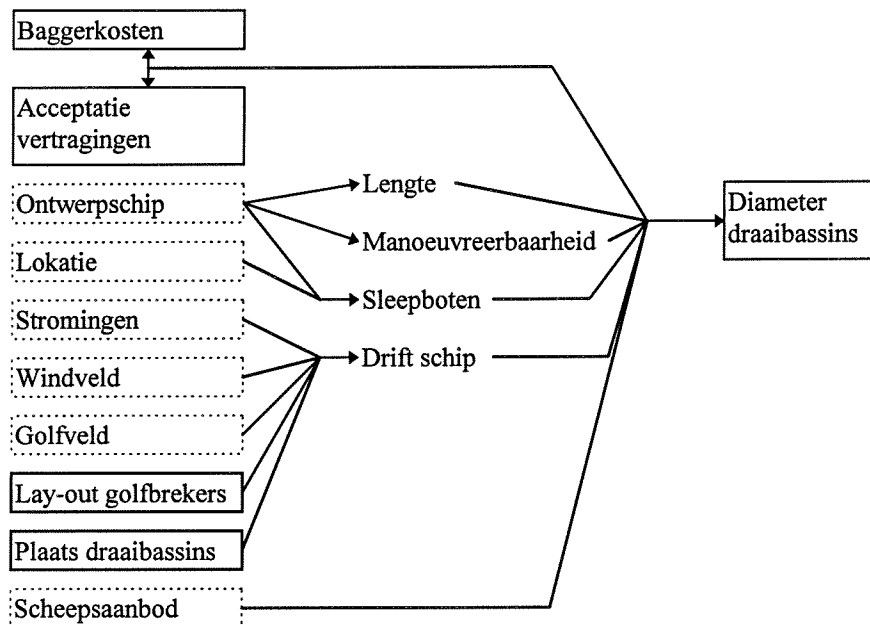 Baggerkosten
Acceptatie
vertragingen
Ontwerpschip
Lengte
Diameter
draaibassins
Manoeuvreerbaarheid
Lokatie
Sleepboten
Stromingen
Drift schip
Windveld
Golfveld
Lay-out golfbrekers
Plaats draaibassins
Scheepsaanbod